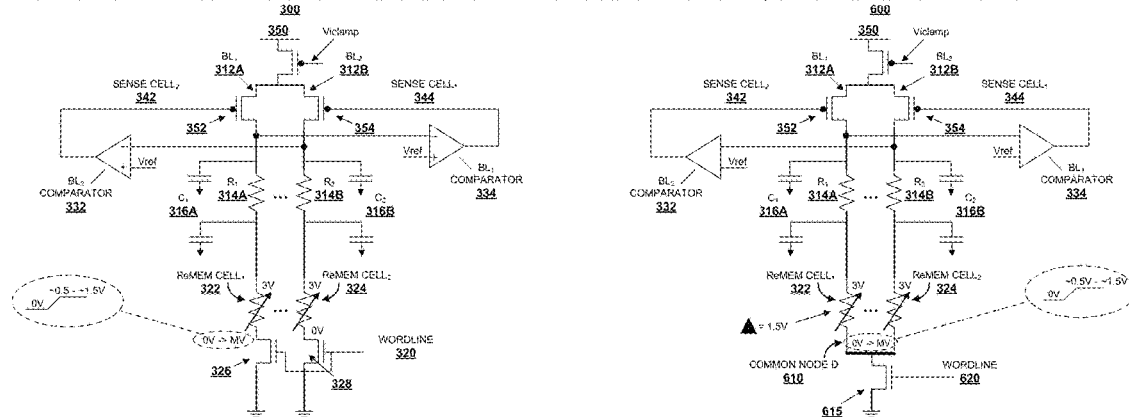 300
350
Viclamp
BL₁
312A
BL₂
312B
SENSE CELL₂
342
SENSE CELL₁
344
352
354
Vref
Vref
BL₂
COMPARATOR
332
BL₁
COMPARATOR
334
R₁
314A
...
R₂
314B
C₁
316A
C₂
316B
ReMEM CELL₁
322
3V
...
3V
ReMEM CELL₂
324
~0.5 - ~1.5V
0V
0V -> MV
0V
WORDLINE
320
326
328
600
350
Viclamp
BL₁
312A
BL₂
312B
SENSE CELL₂
342
SENSE CELL₁
344
352
354
Vref
Vref
BL₂
COMPARATOR
332
BL₁
COMPARATOR
334
R₁
314A
...
R₂
314B
C₁
316A
C₂
316B
ReMEM CELL₁
322
3V
...
3V
ReMEM CELL₂
324
~0.5V - ~1.5V
0V
= 1.5V
0V -> MV
COMMON NODE D
610
WORDLINE
620
615